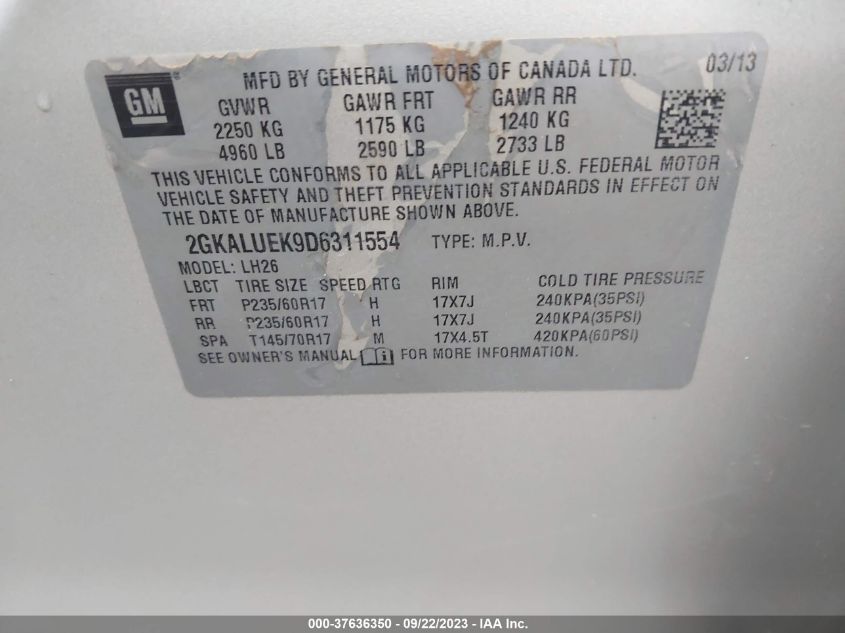 MFD BY GENERAL MOTORS OF CANADA LTD. 03/13
GM
GVWR GAWR FRT GAWR RR
2250 KG 1175 KG 1240 KG
4960 LB 2590 LB 2733 LB
THIS VEHICLE CONFORMS TO ALL APPLICABLE U.S. FEDERAL MOTOR
VEHICLE SAFETY AND THEFT PREVENTION STANDARDS IN EFFECT ON
THE DATE OF MANUFACTURE SHOWN ABOVE.
2GKALUEK9D6311554 TYPE: M.P.V.
MODEL: LH26
LBCT TIRE SIZE SPEED RTG RIM COLD TIRE PRESSURE
FRT P235/60R17 H 17X7J 240KPA(35PSI)
RR P235/60R17 H 17X7J 240KPA(35PSI)
SPA T145/70R17 M 17X4.5T 420KPA(60PSI)
SEE OWNER'S MANUAL FOR MORE INFORMATION.
000-37636350 - 09/22/2023 - IAA Inc.